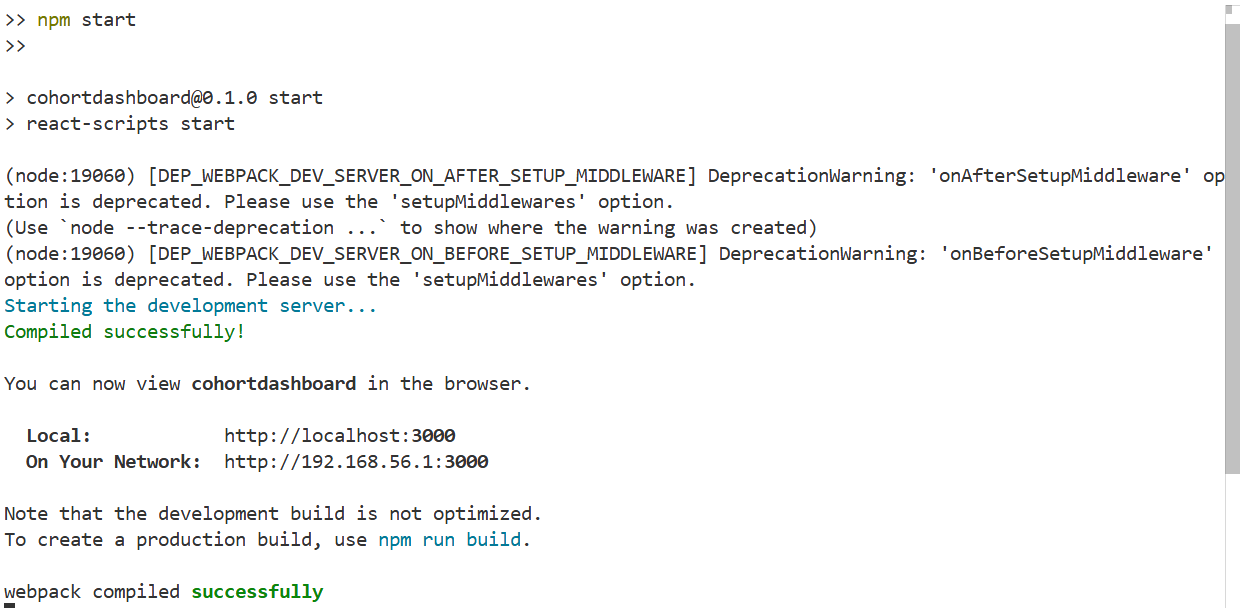 >> npm start
>>
> cohortdashboard@0.1.0 start
> react-scripts start
(node:19060) [DEP_WEBPACK_DEV_SERVER_ON_AFTER_SETUP_MIDDLEWARE] DeprecationWarning: 'onAfterSetupMiddleware' op
tion is deprecated. Please use the 'setupMiddlewares' option.
(Use `node --trace-deprecation ...` to show where the warning was created)
(node:19060) [DEP_WEBPACK_DEV_SERVER_ON_BEFORE_SETUP_MIDDLEWARE] DeprecationWarning: 'onBeforeSetupMiddleware'
option is deprecated. Please use the 'setupMiddlewares' option.
Starting the development server...
Compiled successfully!
You can now view cohortdashboard in the browser.
Local: http://localhost:3000
On Your Network: http://192.168.56.1:3000
Note that the development build is not optimized.
To create a production build, use npm run build.
webpack compiled successfully